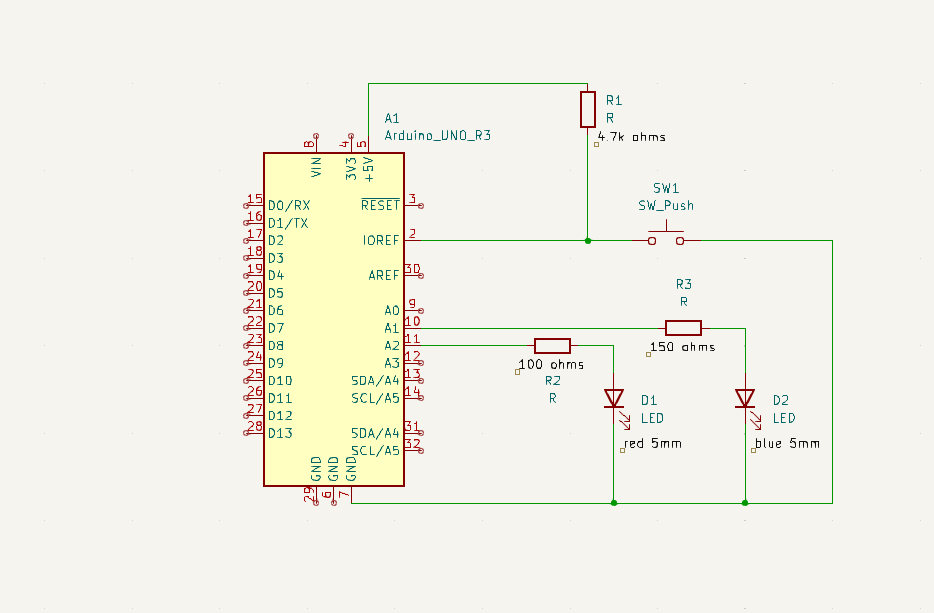 A1
Arduino_UNO_R3
R1
R
4.7k ohms
SW1
SW_Push
8
4
5
VIN
3V3
+5V
15
D0/RX
16
D1/TX
17
D2
18
D3
19
D4
20
D5
21
D6
22
D7
23
D8
24
D9
25
D10
26
D11
27
D12
28
D13
RESET
3
IOREF
2
AREF
30
A0
9
A1
10
A2
11
A3
12
SDA/A4
13
SCL/A5
14
SDA/A4
31
SCL/A5
32
GND
GND
GND
29
6
7
R3
R
150 ohms
100 ohms
R2
R
D1
LED
red 5mm
D2
LED
blue 5mm